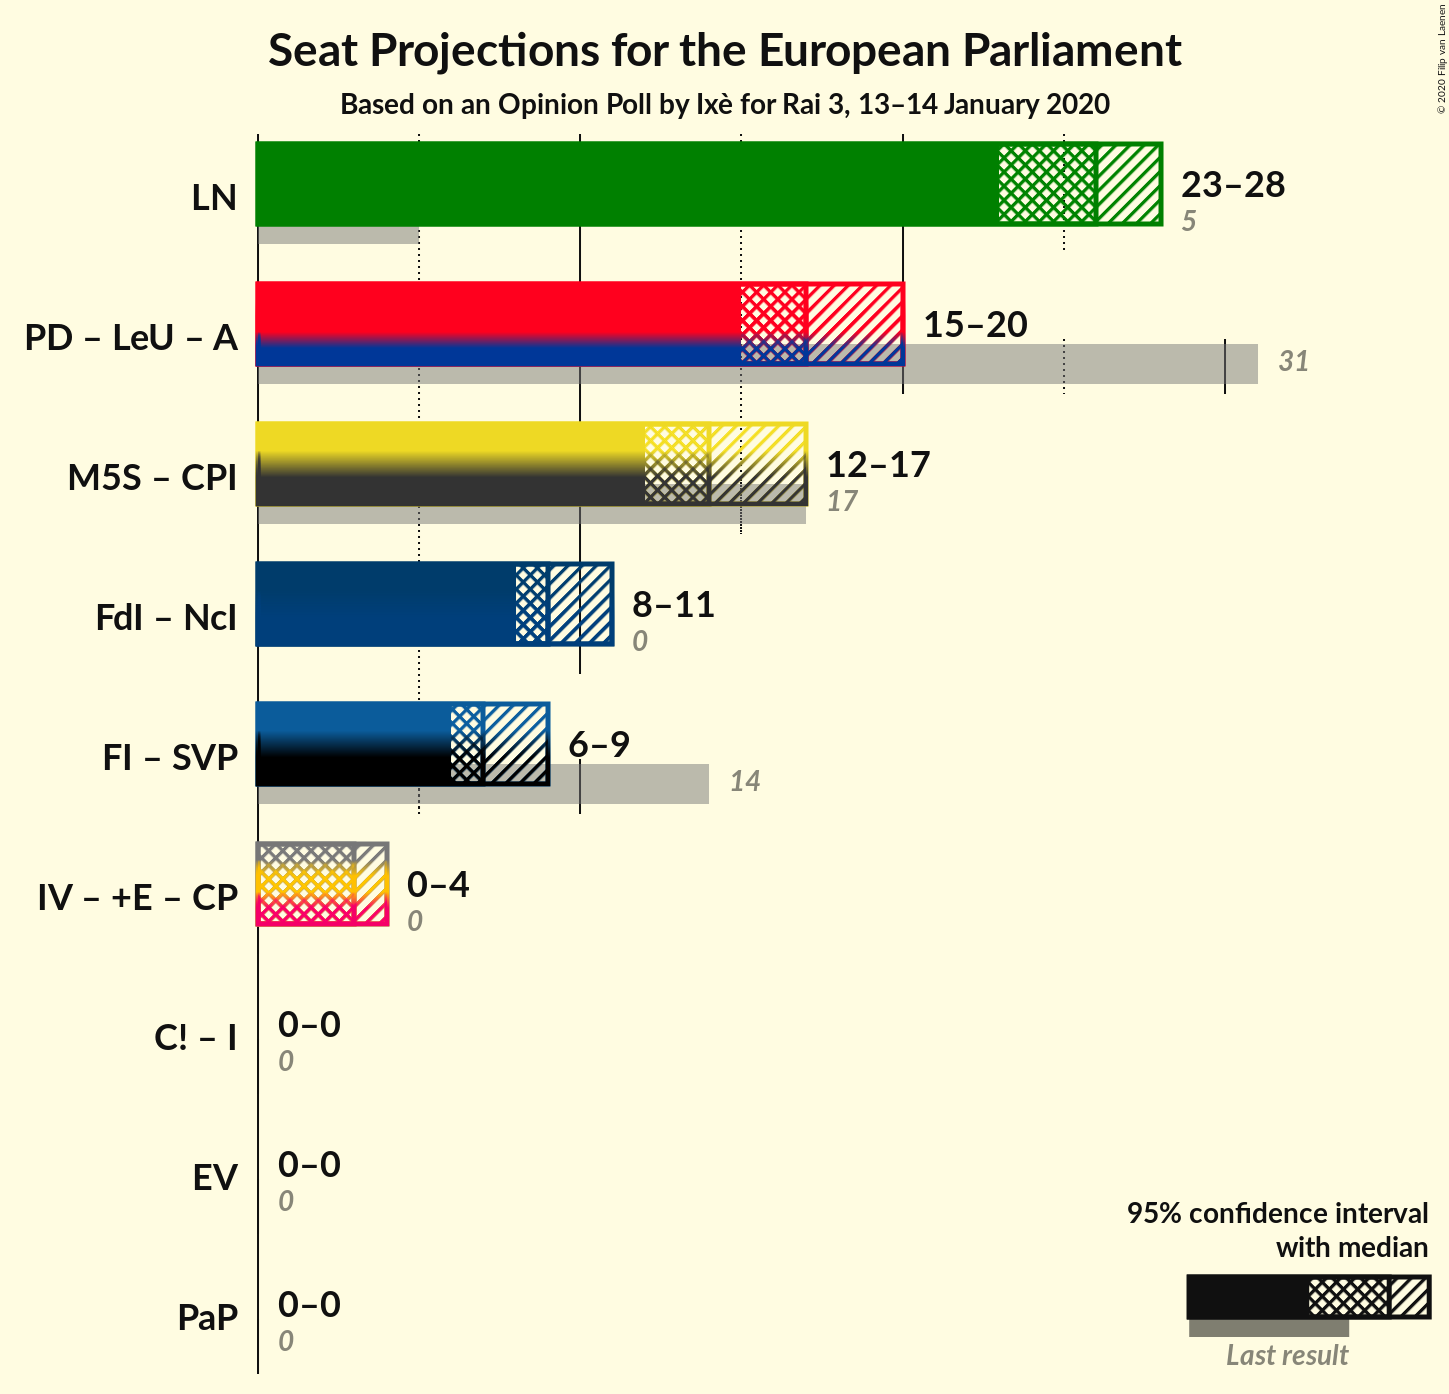 Seat Projections for the European Parliament
Based on an Opinion Poll by Ixè for Rai 3, 13–14 January 2020
© 2020 Filip van Laenen
LN
23–28
5
PD – LeU – A
15–20
31
M5S – CPI
12–17
17
FdI – NcI
8–11
0
FI – SVP
6–9
14
IV – +E – CP
0–4
0
C! – I
0–0
0
EV
0–0
0
PaP
0–0
0
95% confidence interval
with median
Last result